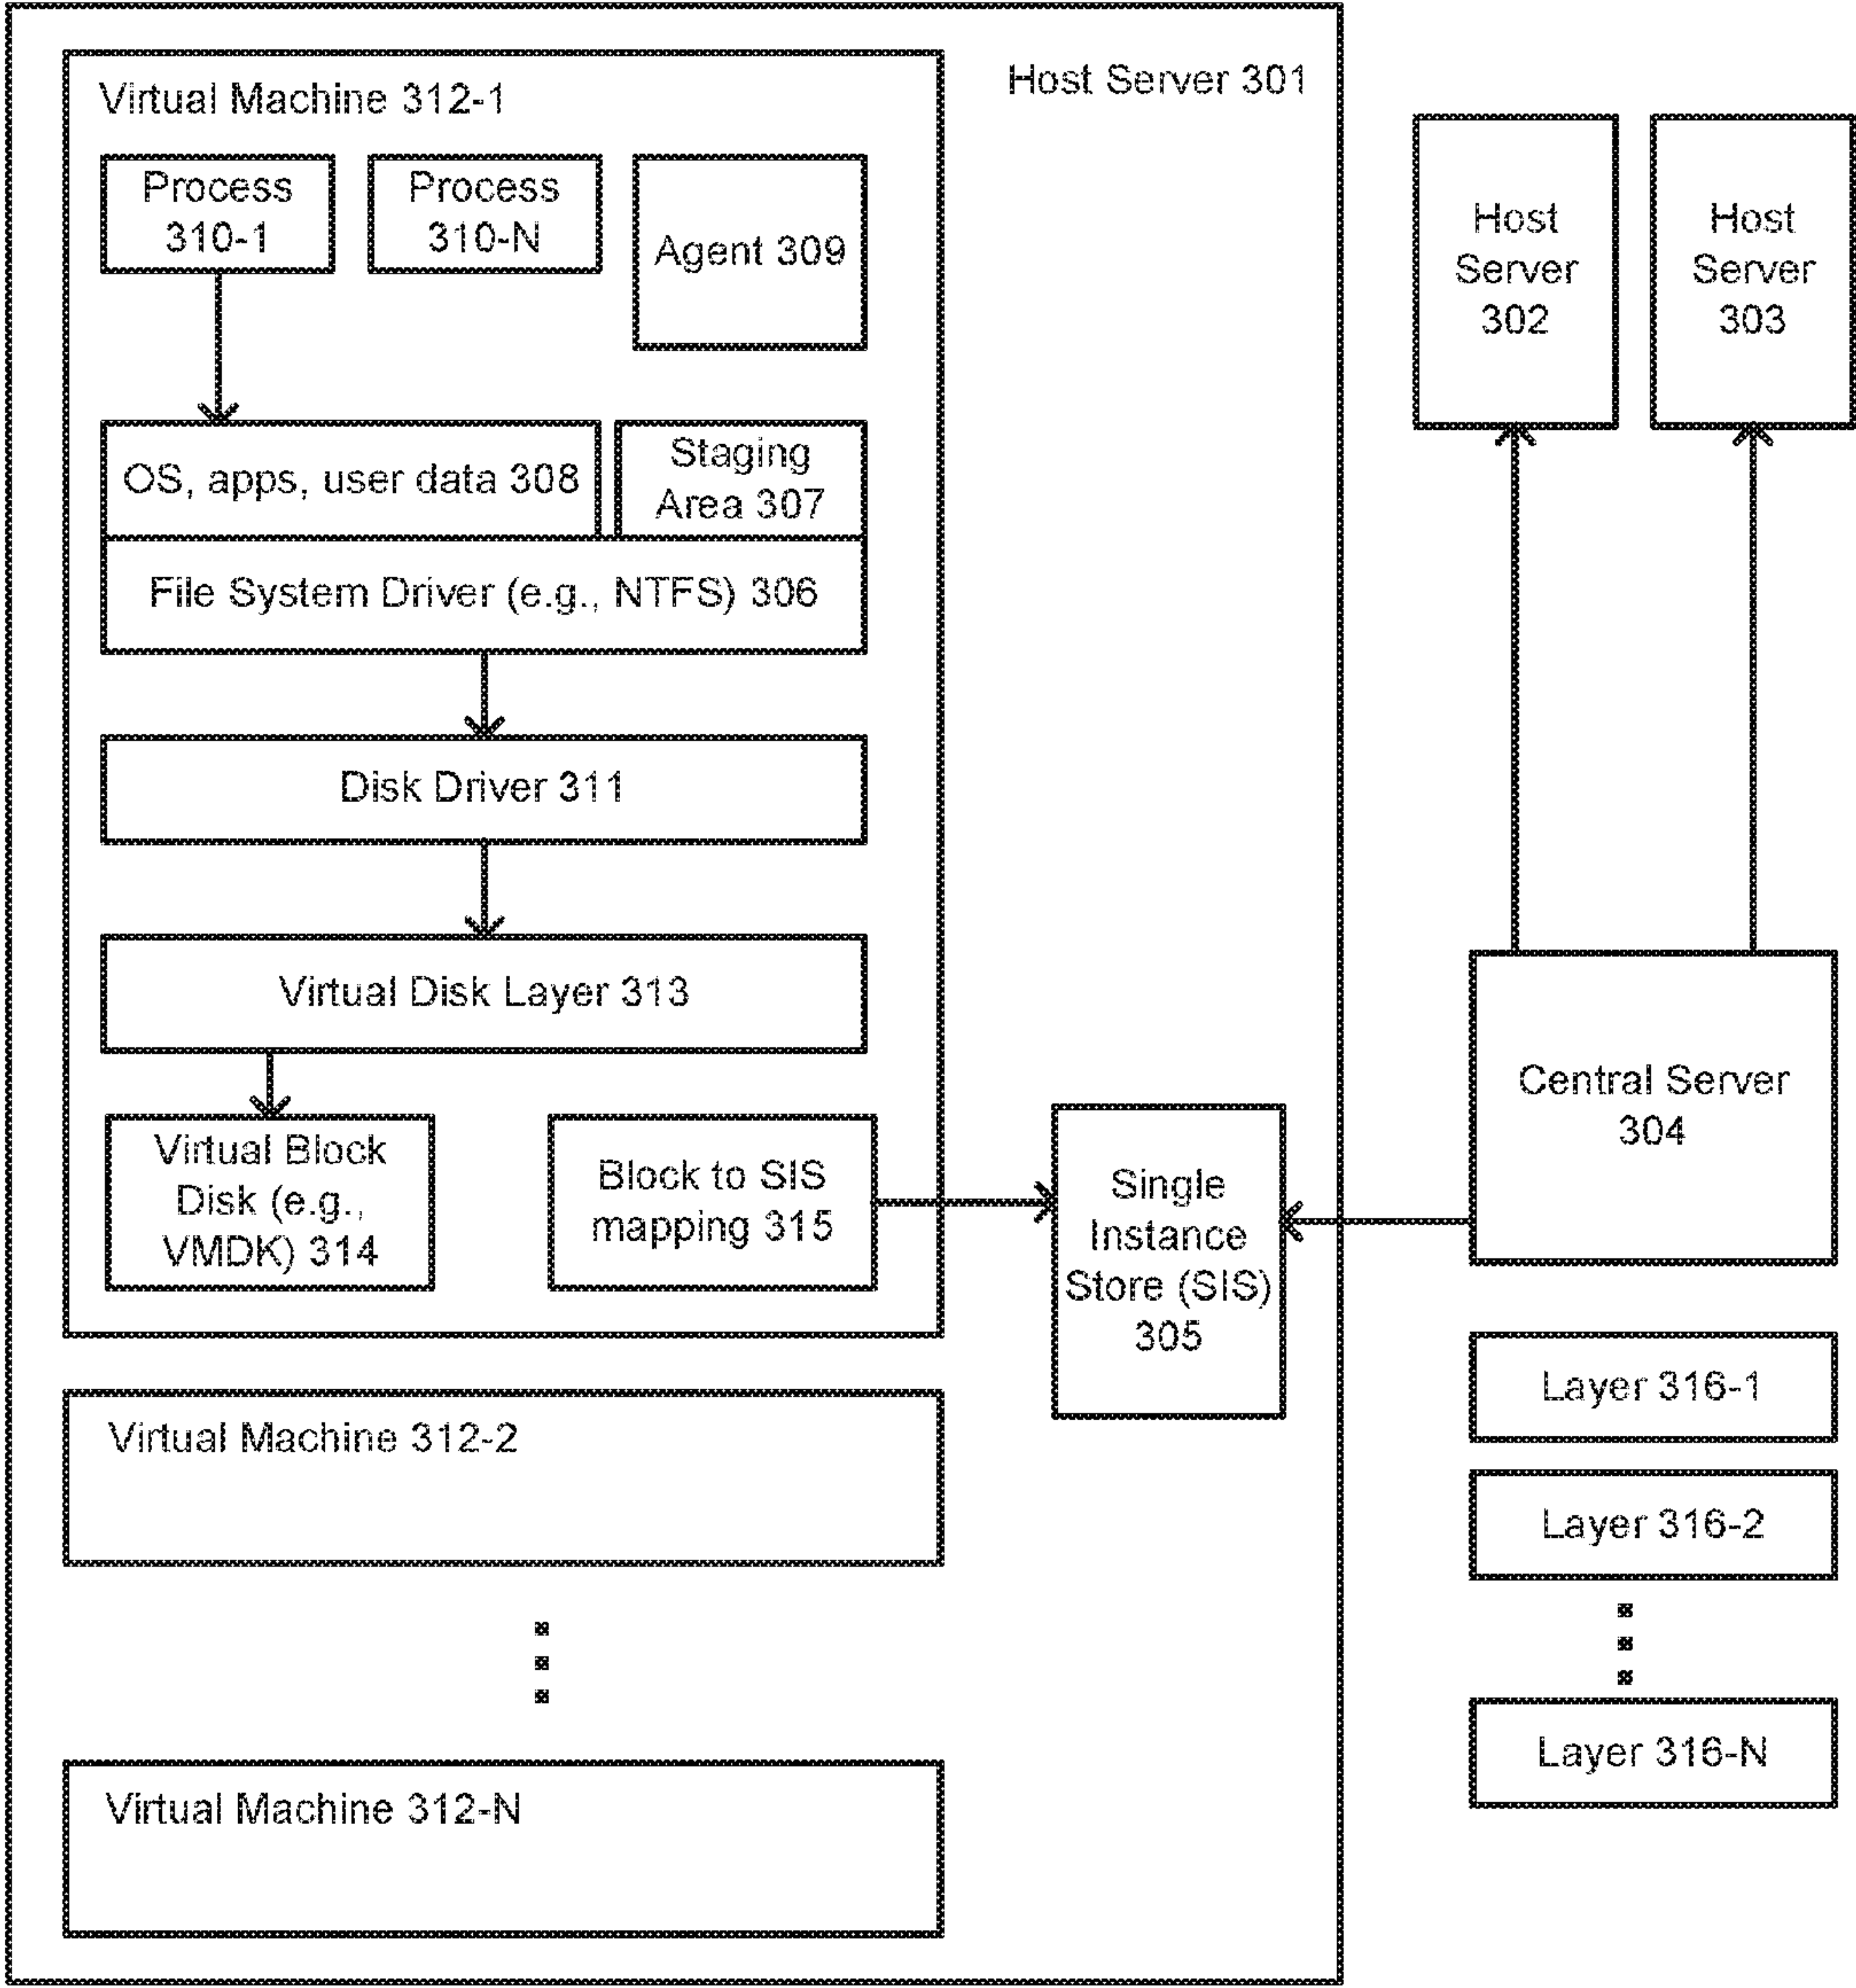 Host Server 301
Virtual Machine 312-1
Process
310-1
Process
310-N
Agent 309
OS, apps, user data 308
Staging
Area 307
File System Driver (e.g., NTFS) 306
Disk Driver 311
Virtual Disk Layer 313
Virtual Block
Disk (e.g.,
VMDK) 314
Block to SIS
mapping 315
Single
Instance
Store (SIS)
305
Virtual Machine 312-2
Virtual Machine 312-N
Host
Server
302
Host
Server
303
Central Server
304
Layer 316-1
Layer 316-2
Layer 316-N